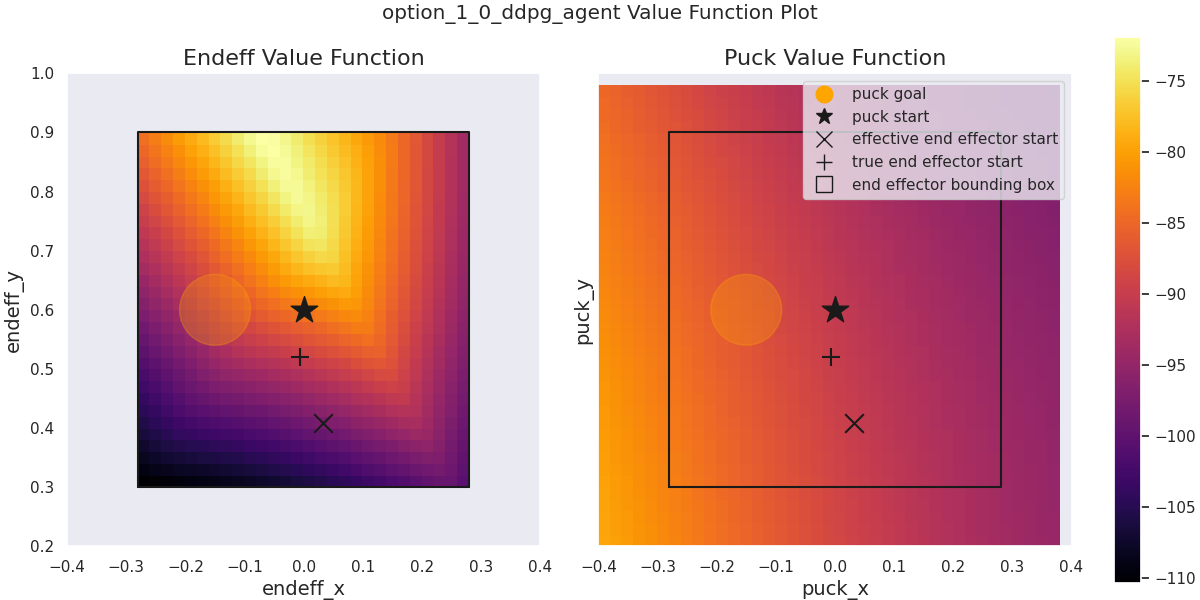 option_1_0_ddpg_agent Value Function Plot
Endeff Value Function
1.0
0.9
0.8
0.7
0.6
0.5
0.4
0.3
0.2
endeff_y
−0.4 −0.3 −0.2 −0.1 0.0 0.1 0.2 0.3 0.4
endeff_x
Puck Value Function
puck goal
puck start
effective end effector start
true end effector start
end effector bounding box
puck_y
−0.4 −0.3 −0.2 −0.1 0.0 0.1 0.2 0.3 0.4
puck_x
−75
−80
−85
−90
−95
−100
−105
−110